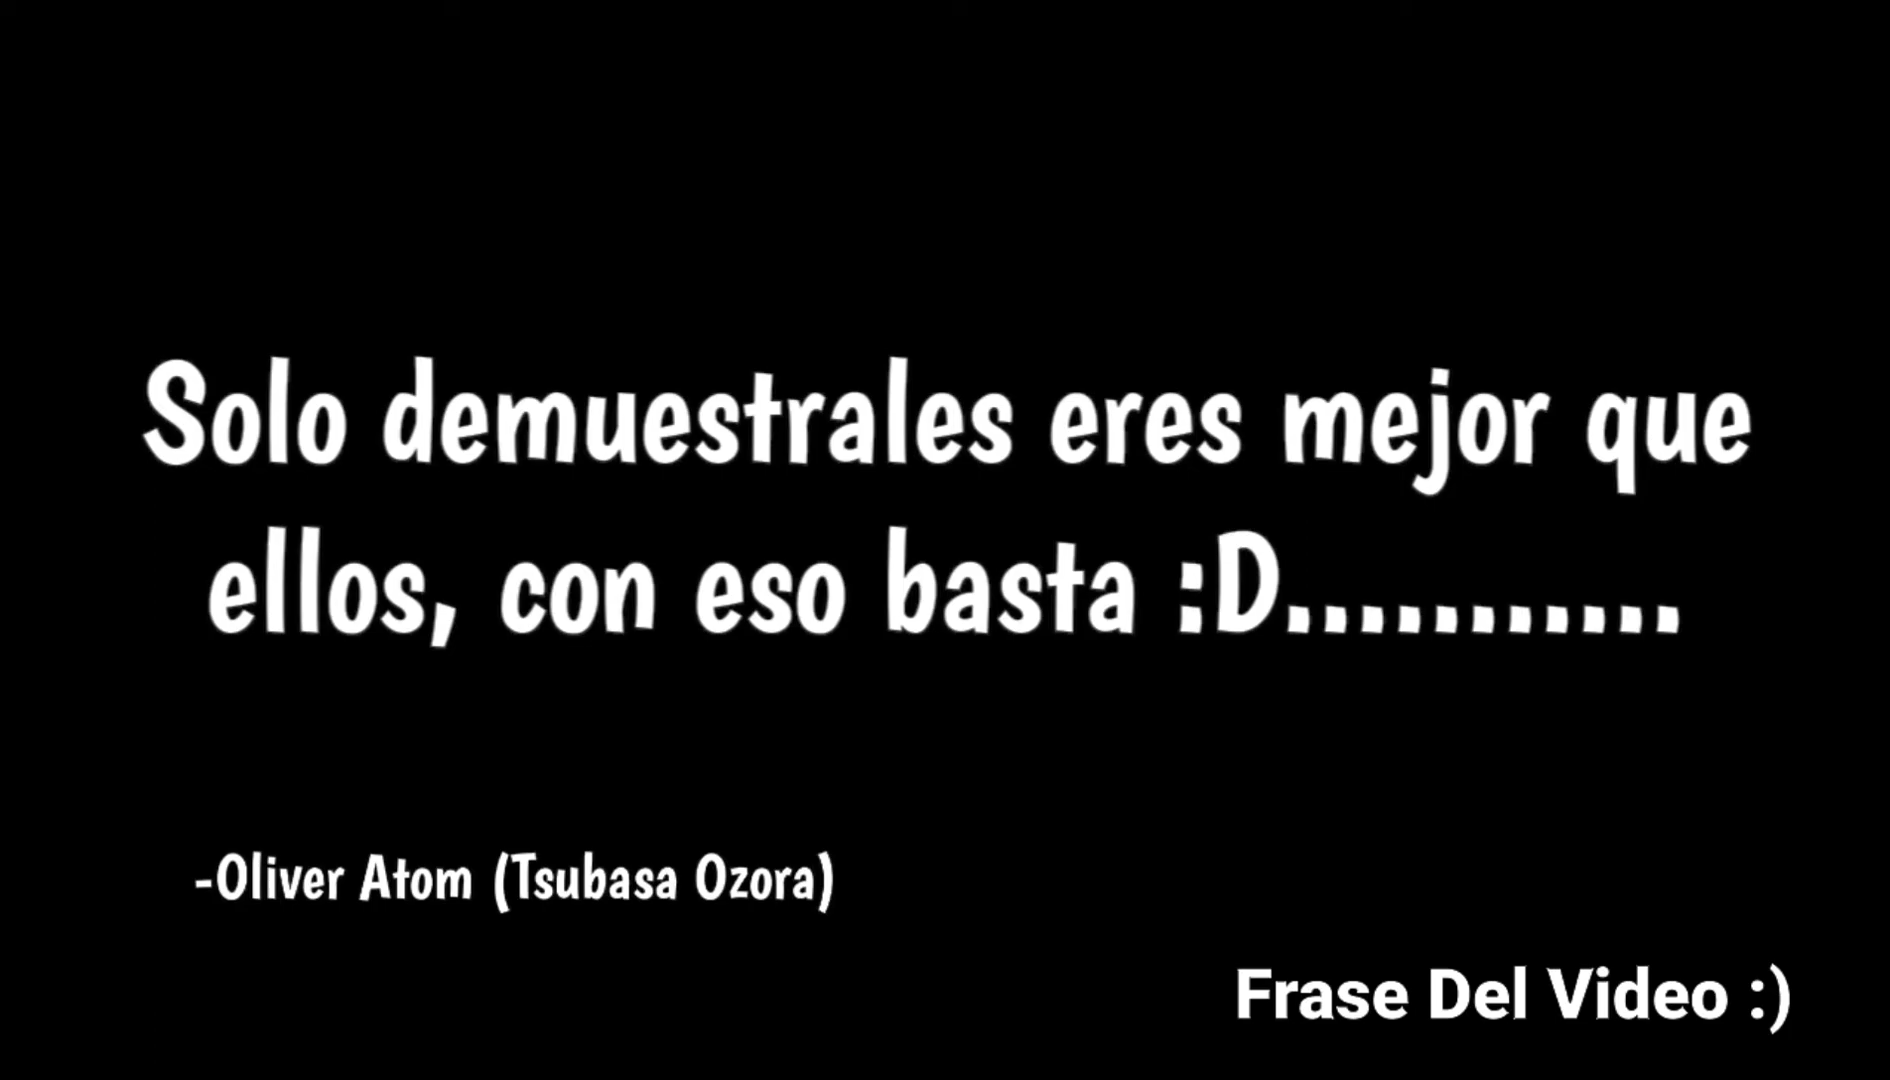 Solo demuestrales eres mejor que
ellos, con eso basta :D...........
-Oliver Atom (Tsubasa Ozora)
Frase Del Video :)